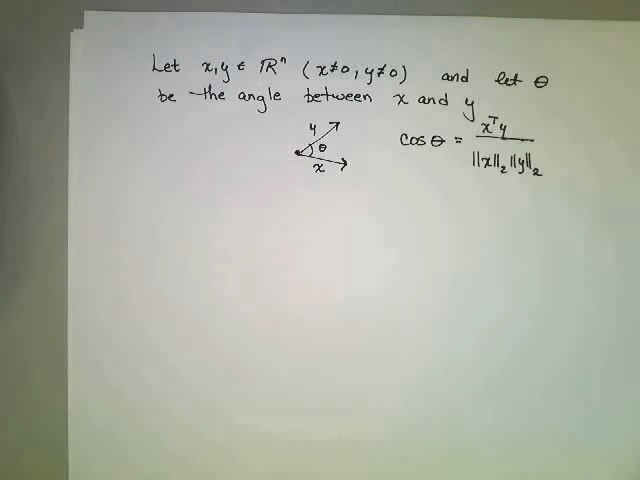 Let x, y ϵ ℝⁿ (x≠0, y≠0) and let θ
be the angle between x and y
y
θ
x
cos θ = xᵀy / ||x||₂ ||y||₂